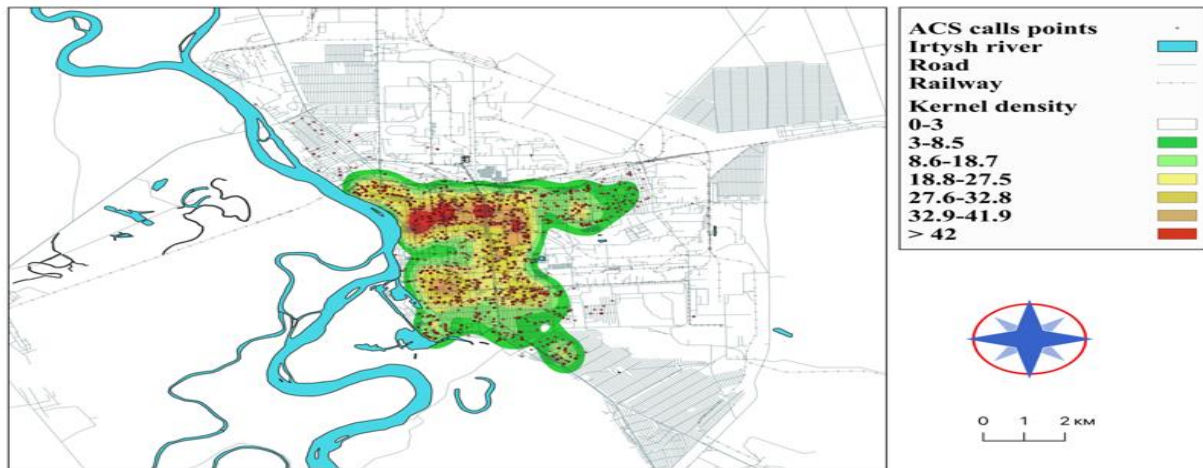 ACS calls points
Irtysh river
Road
Railway
Kernel density
0-3
3-8.5
8.6-18.7
18.8-27.5
27.6-32.8
32.9-41.9
> 42
0 1 2 км